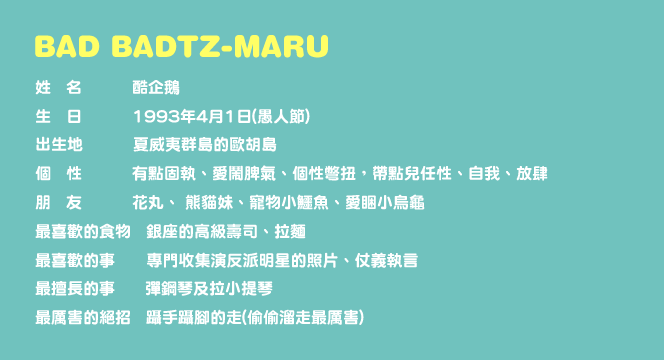 BAD BADTZ-MARU
姓 名 酷企鵝
生 日 1993年4月1日(愚人節)
出生地 夏威夷群島的歐胡島
個 性 有點固執、愛鬧脾氣、個性彆扭，帶點兒任性、自我、放肆
朋 友 花丸、 熊貓妹、寵物小鱷魚、愛睏小烏龜
最喜歡的食物 銀座的高級壽司、拉麵
最喜歡的事 專門收集演反派明星的照片、仗義執言
最擅長的事 彈鋼琴及拉小提琴
最厲害的絕招 躡手躡腳的走(偷偷溜走最厲害)